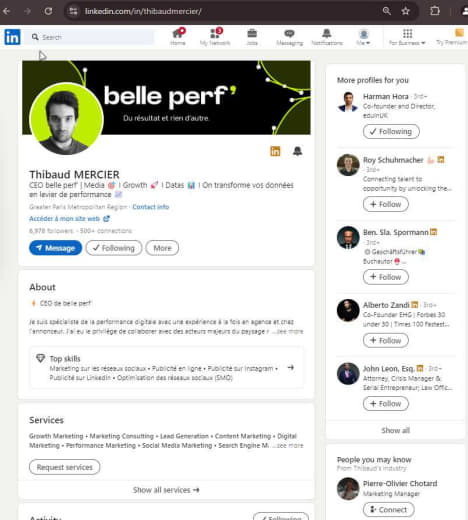 linkedin.com/in/thibaudmercier/
in
Search
Home
My Network
Jobs
Messaging
Notifications
Me
For Business
Try Premium
belle perf'
Du résultat et rien d'autre.
in
Thibaud MERCIER
CEO belle perf' | Media | Growth | Datas | On transforme vos données
en levier de performance
Greater Paris Metropolitan Region · Contact info
Accéder à mon site web
6,978 followers · 500+ connections
Message
Following
More
About
CEO de belle perf'
Je suis spécialiste de la performance digitale avec une expérience à la fois en agence et chez
l'annonceur. J'ai eu le privilège de collaborer avec des acteurs majeurs du paysage
...see more
Top skills
Marketing sur les réseaux sociaux • Publicité en ligne • Publicité sur Instagram •
Publicité sur LinkedIn • Optimisation des réseaux sociaux (SMO)
Services
Growth Marketing • Marketing Consulting • Lead Generation • Content Marketing • Digital
Marketing • Performance Marketing • Social Media Marketing • Search Engine M... ...see more
Request services
Show all services →
Activity
Following
More profiles for you
Harman Hora · 3rd+
Co-founder and Director,
eduinUK
Following
Roy Schuhmacher in
· 3rd+
Connecting talent to
opportunity by unlocking the...
+ Follow
Ben. Sla. Spormann in
· 3rd+
Geschäftsführer
Bucheutor ...
+ Follow
Alberto Zandi in · 3rd+
Co-Founder EHG | Forbes 30
under 30 | Times 100 Fastest...
+ Follow
John Leon, Esq. in · 3rd+
Attorney, Crisis Manager &
Serial Entrepreneur; Law Offic...
+ Follow
Show all
People you may know
From Thibaud's industry
Pierre-Olivier Chotard
Marketing Manager
Connect